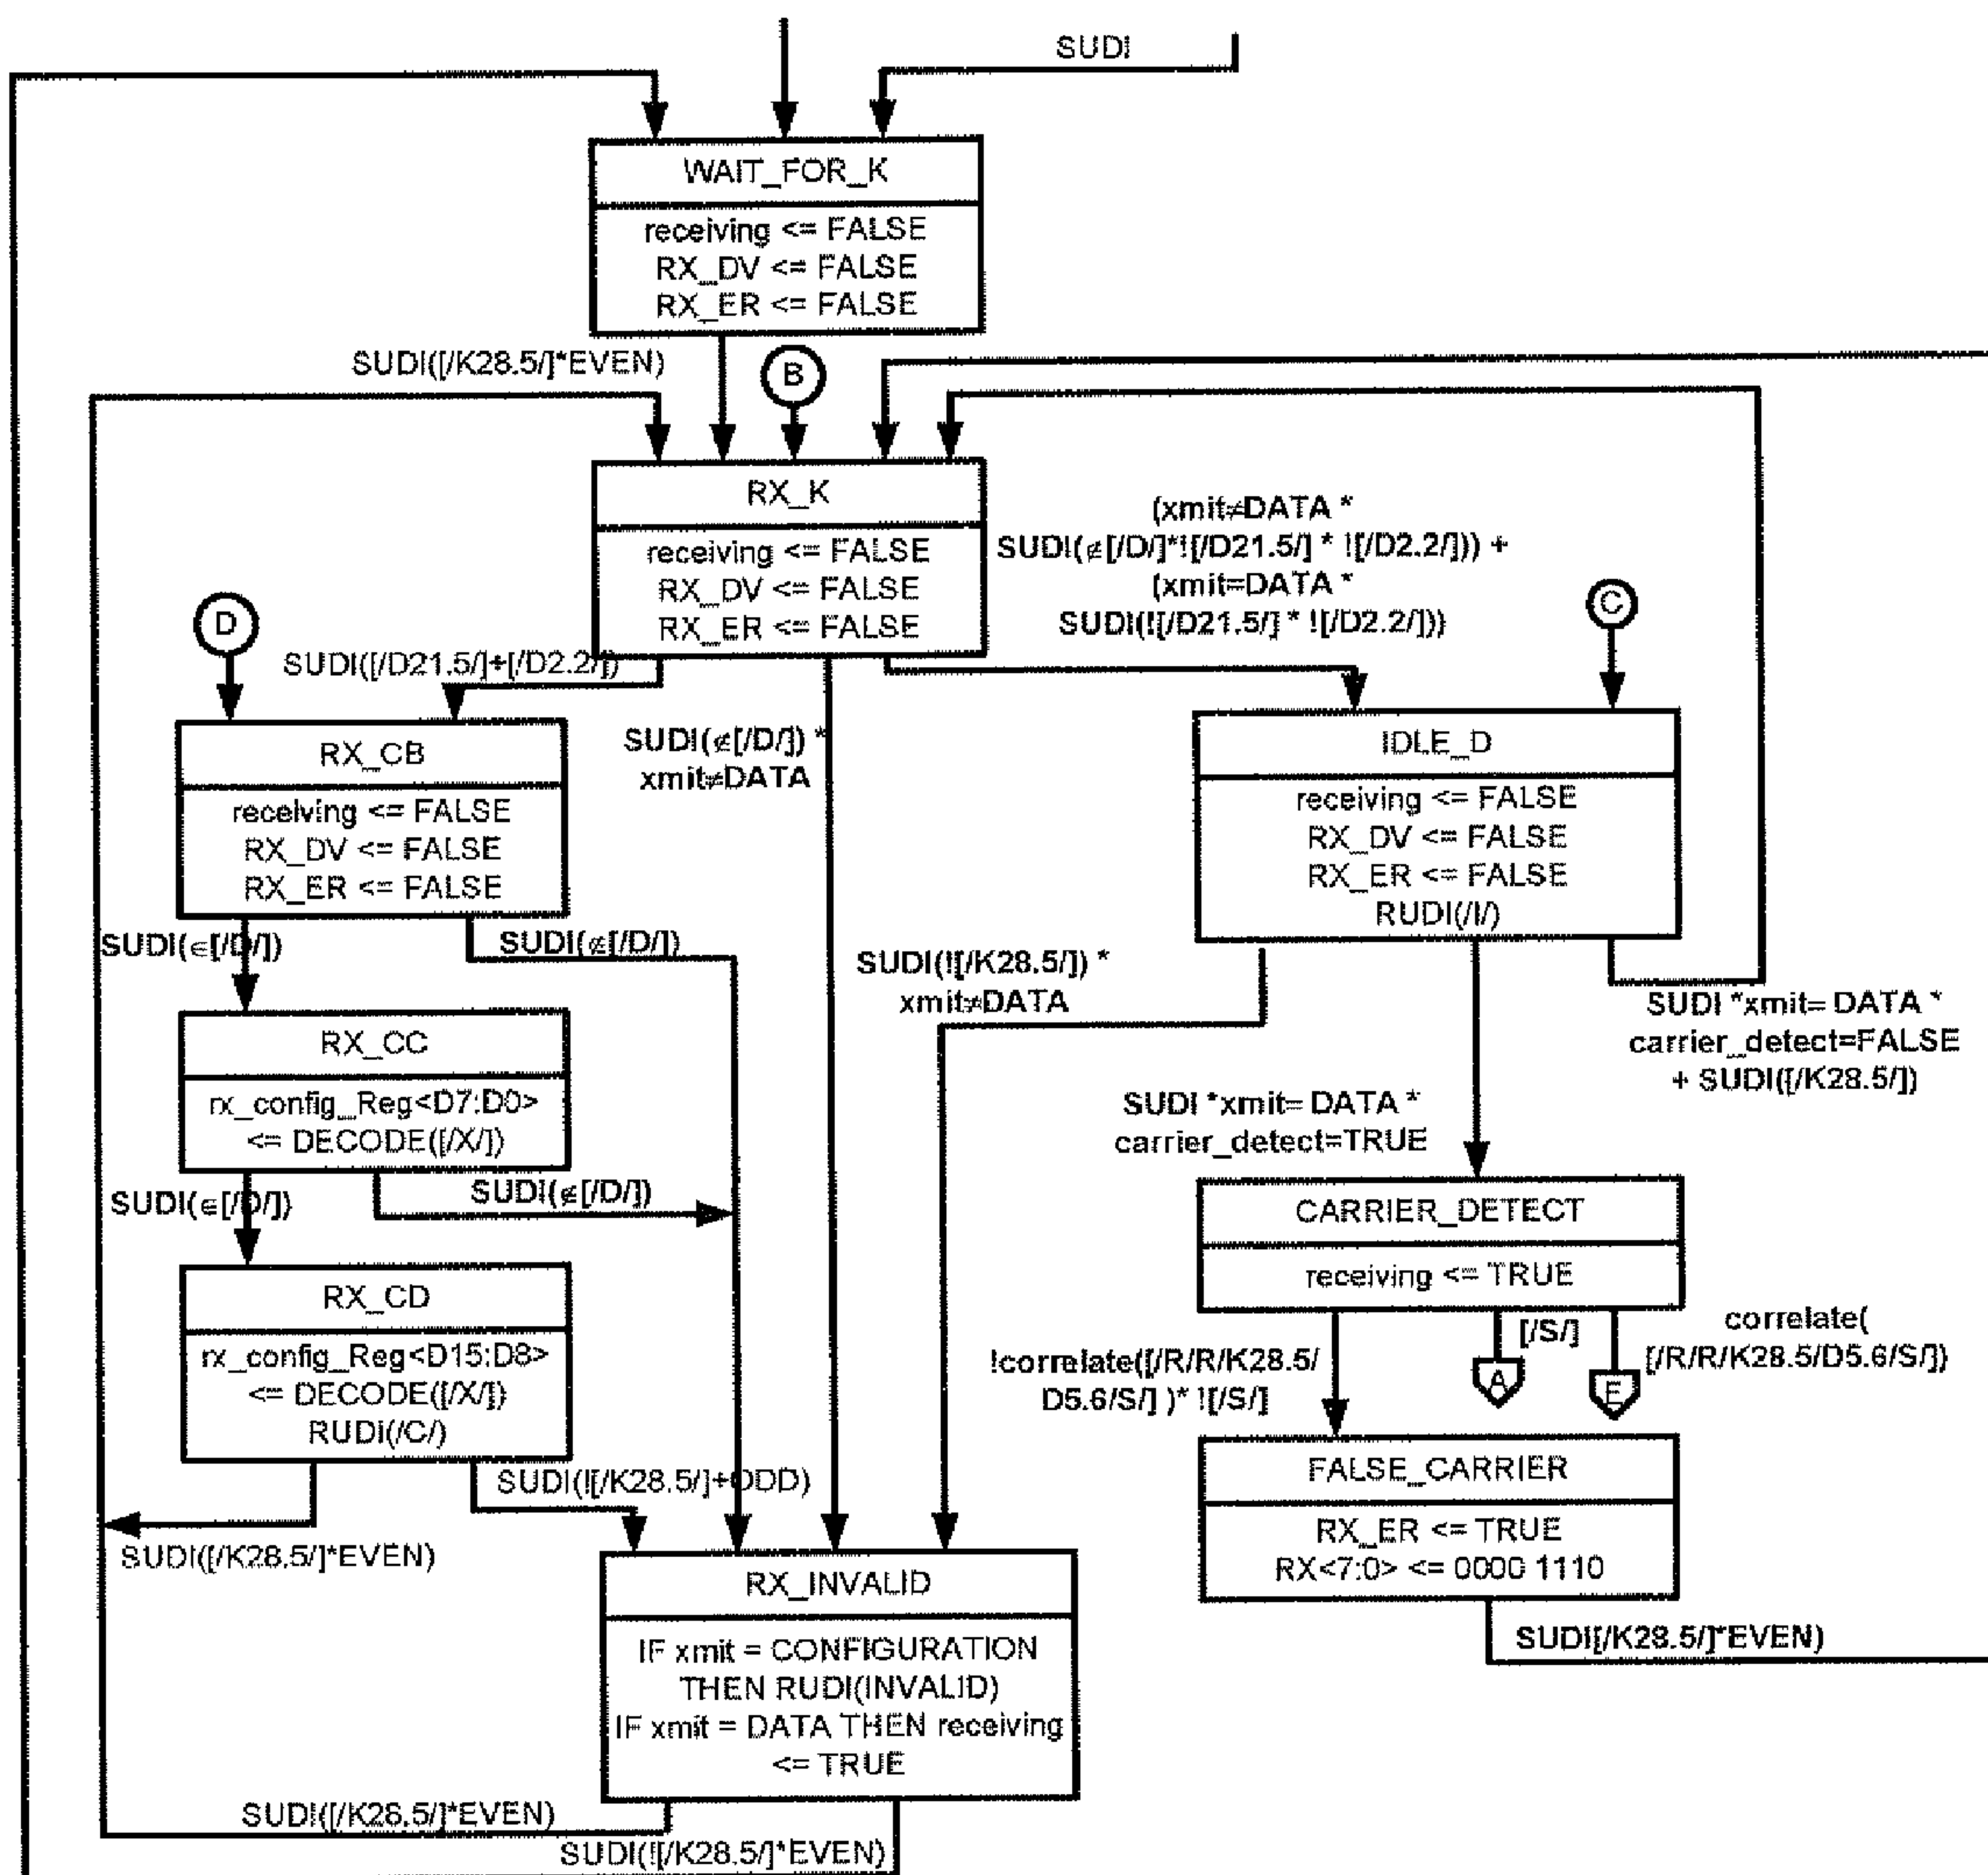 SUDI
WAIT_FOR_K
receiving <= FALSE
RX_DV <= FALSE
RX_ER <= FALSE
SUDI([/K28.5/]*EVEN)
B
RX_K
receiving <= FALSE
RX_DV <= FALSE
RX_ER <= FALSE
(xmit≠DATA *
SUDI(∉[/D/]*![/D21.5/] * ![/D2.2/])) +
(xmit=DATA *
SUDI(![/D21.5/] * ![/D2.2/]))
D
C
SUDI([/D21.5/]+[/D2.2/])
RX_CB
receiving <= FALSE
RX_DV <= FALSE
RX_ER <= FALSE
SUDI(∉[/D/]) *
xmit≠DATA
IDLE_D
receiving <= FALSE
RX_DV <= FALSE
RX_ER <= FALSE
RUDI(/I/)
SUDI(∈[/D/])
SUDI(∉[/D/])
SUDI(![/K28.5/]) *
xmit≠DATA
SUDI *xmit= DATA *
carrier_detect=FALSE
+ SUDI([/K28.5/])
RX_CC
rx_config_Reg<D7:D0>
<= DECODE([/X/])
SUDI *xmit= DATA *
carrier_detect=TRUE
SUDI(∈[/D/])
SUDI(∉[/D/])
CARRIER_DETECT
receiving <= TRUE
RX_CD
rx_config_Reg<D15:D8>
<= DECODE([/X/])
RUDI(/C/)
!correlate([/R/R/K28.5/
D5.6/S/] )* ![/S/]
[/S/]
A
correlate(
[/R/R/K28.5/D5.6/S/])
E
SUDI(![/K28.5/]+ODD)
SUDI([/K28.5/]*EVEN)
FALSE_CARRIER
RX_ER <= TRUE
RX<7:0> <= 0000 1110
SUDI[/K28.5/]*EVEN)
RX_INVALID
IF xmit = CONFIGURATION
THEN RUDI(INVALID)
IF xmit = DATA THEN receiving
<= TRUE
SUDI([/K28.5/]*EVEN)
SUDI(![/K28.5/]*EVEN)